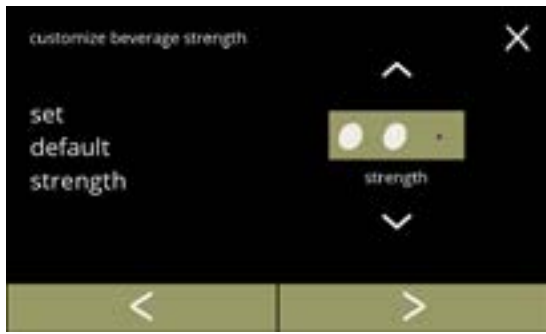 customize beverage strength
set
default
strength
strength